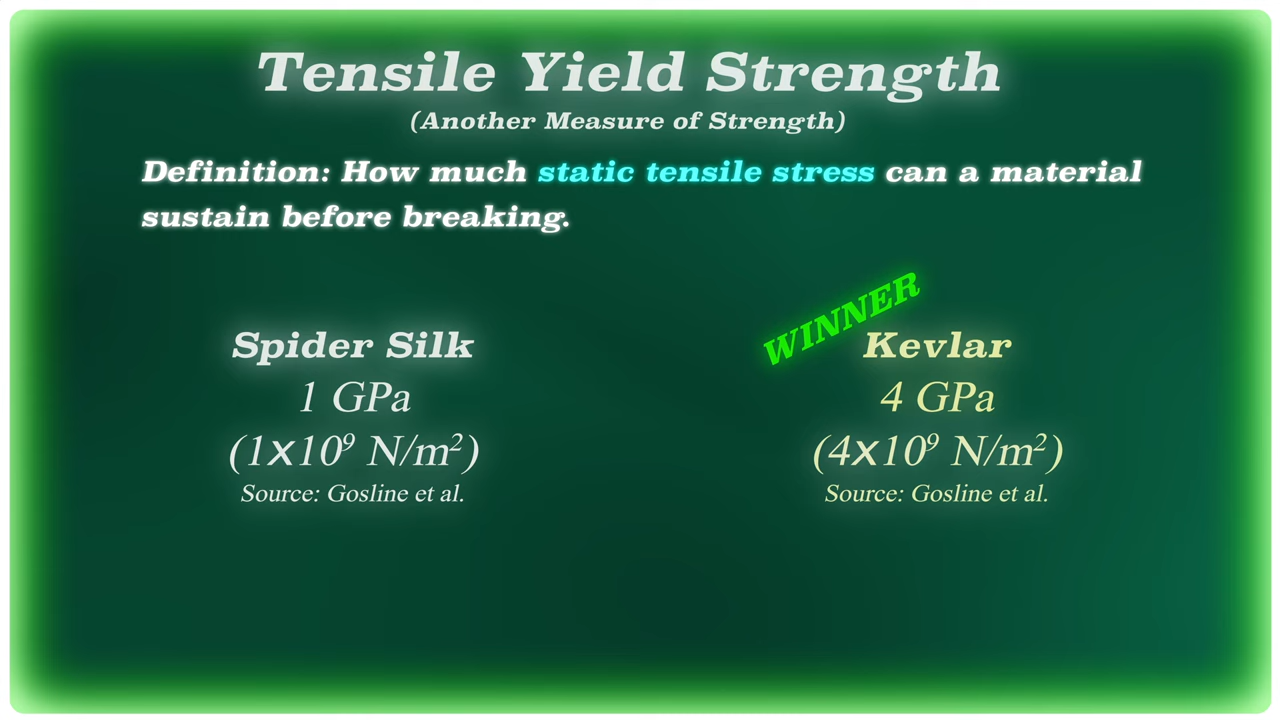 Tensile Yield Strength
(Another Measure of Strength)
Definition: How much static tensile stress can a material
sustain before breaking.
WINNER
Spider Silk
1 GPa
(1x10⁹ N/m²)
Source: Gosline et al.
Kevlar
4 GPa
(4x10⁹ N/m²)
Source: Gosline et al.